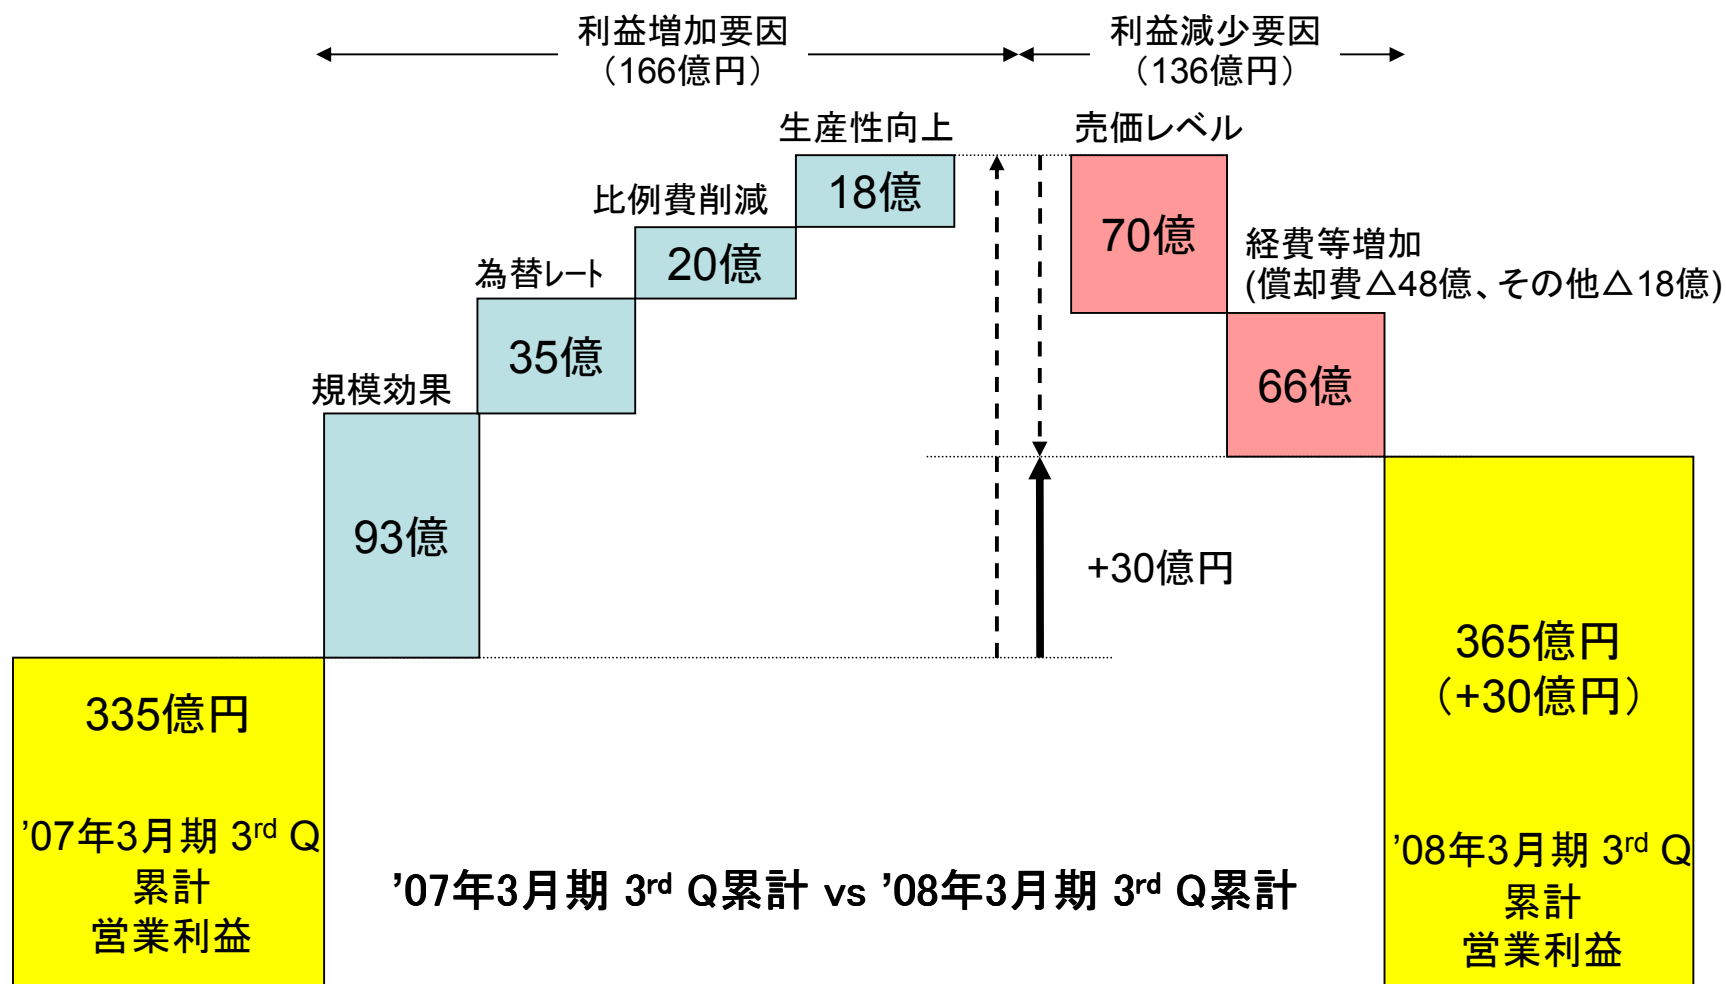 利益増加要因
（166億円）
利益減少要因
（136億円）
生産性向上
18億
売価レベル
70億
比例費削減
20億
経費等増加
(償却費△48億、その他△18億)
為替レート
35億
66億
規模効果
93億
+30億円
335億円
’07年3月期 3rd Q
累計
営業利益
365億円
（+30億円）
’08年3月期 3rd Q
累計
営業利益
’07年3月期 3rd Q累計 vs ’08年3月期 3rd Q累計